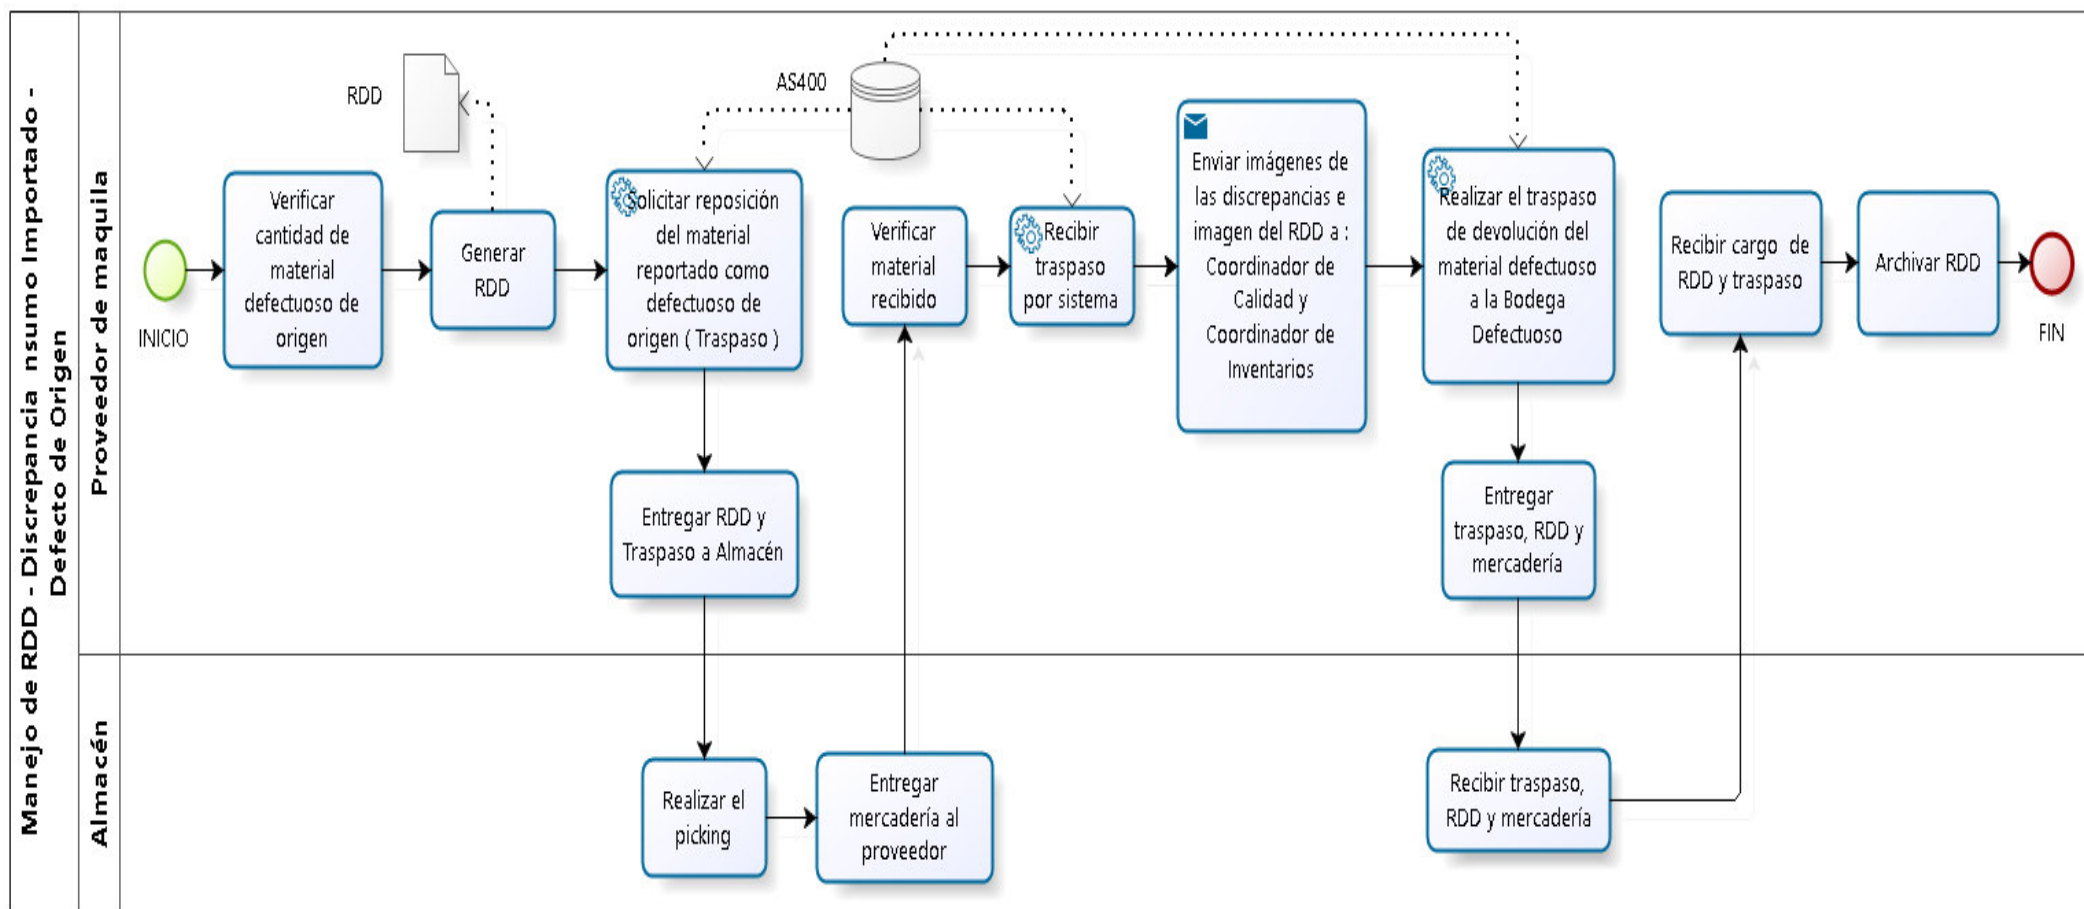 Manejo de RDD - Discrepancia nsumo Importado -
Defecto de Origen
Proveedor de maquila
Almacén
INICIO
Verificar
cantidad de
material
defectuoso de
origen
RDD
Generar
RDD
Solicitar reposición
del material
reportado como
defectuoso de
origen ( Traspaso )
AS400
Entregar RDD y
Traspaso a Almacén
Realizar el
picking
Entregar
mercadería al
proveedor
Verificar
material
recibido
Recibir
traspaso
por sistema
Enviar imágenes de
las discrepancias e
imagen del RDD a :
Coordinador de
Calidad y
Coordinador de
Inventarios
Realizar el traspaso
de devolución del
material defectuoso
a la Bodega
Defectuoso
Entregar
traspaso, RDD y
mercadería
Recibir traspaso,
RDD y mercadería
Recibir cargo de
RDD y traspaso
Archivar RDD
FIN